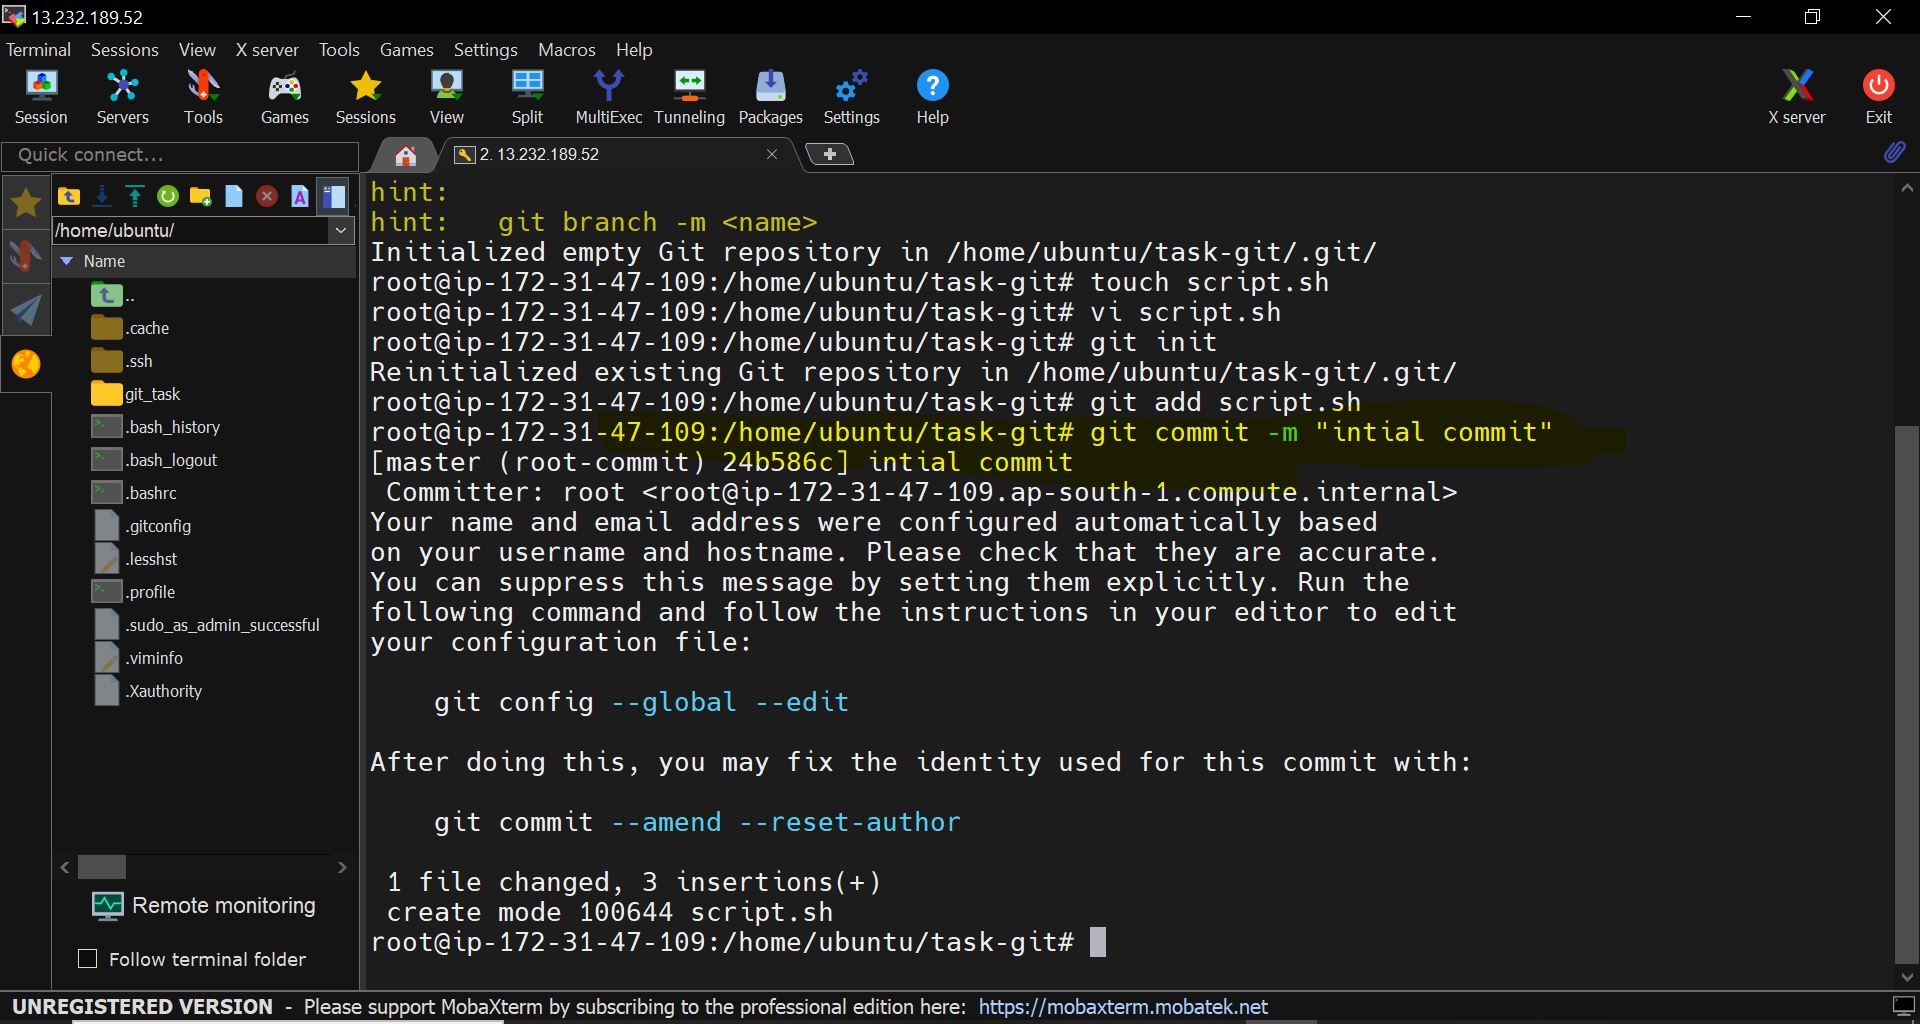 13.232.189.52
Terminal Sessions View X server Tools Games Settings Macros Help
Session Servers Tools Games Sessions View Split MultiExec Tunneling Packages Settings Help X server Exit
Quick connect...
2. 13.232.189.52
/home/ubuntu/
Name
..
.cache
.ssh
git_task
.bash_history
.bash_logout
.bashrc
.gitconfig
.lesshst
.profile
.sudo_as_admin_successful
.viminfo
.Xauthority
Remote monitoring
Follow terminal folder
hint:
hint:   git branch -m <name>
Initialized empty Git repository in /home/ubuntu/task-git/.git/
root@ip-172-31-47-109:/home/ubuntu/task-git# touch script.sh
root@ip-172-31-47-109:/home/ubuntu/task-git# vi script.sh
root@ip-172-31-47-109:/home/ubuntu/task-git# git init
Reinitialized existing Git repository in /home/ubuntu/task-git/.git/
root@ip-172-31-47-109:/home/ubuntu/task-git# git add script.sh
root@ip-172-31-47-109:/home/ubuntu/task-git# git commit -m "intial commit"
[master (root-commit) 24b586c] intial commit
 Committer: root <root@ip-172-31-47-109.ap-south-1.compute.internal>
Your name and email address were configured automatically based
on your username and hostname. Please check that they are accurate.
You can suppress this message by setting them explicitly. Run the
following command and follow the instructions in your editor to edit
your configuration file:
    git config --global --edit
After doing this, you may fix the identity used for this commit with:
    git commit --amend --reset-author
 1 file changed, 3 insertions(+)
 create mode 100644 script.sh
root@ip-172-31-47-109:/home/ubuntu/task-git#
UNREGISTERED VERSION - Please support MobaXterm by subscribing to the professional edition here: https://mobaxterm.mobatek.net